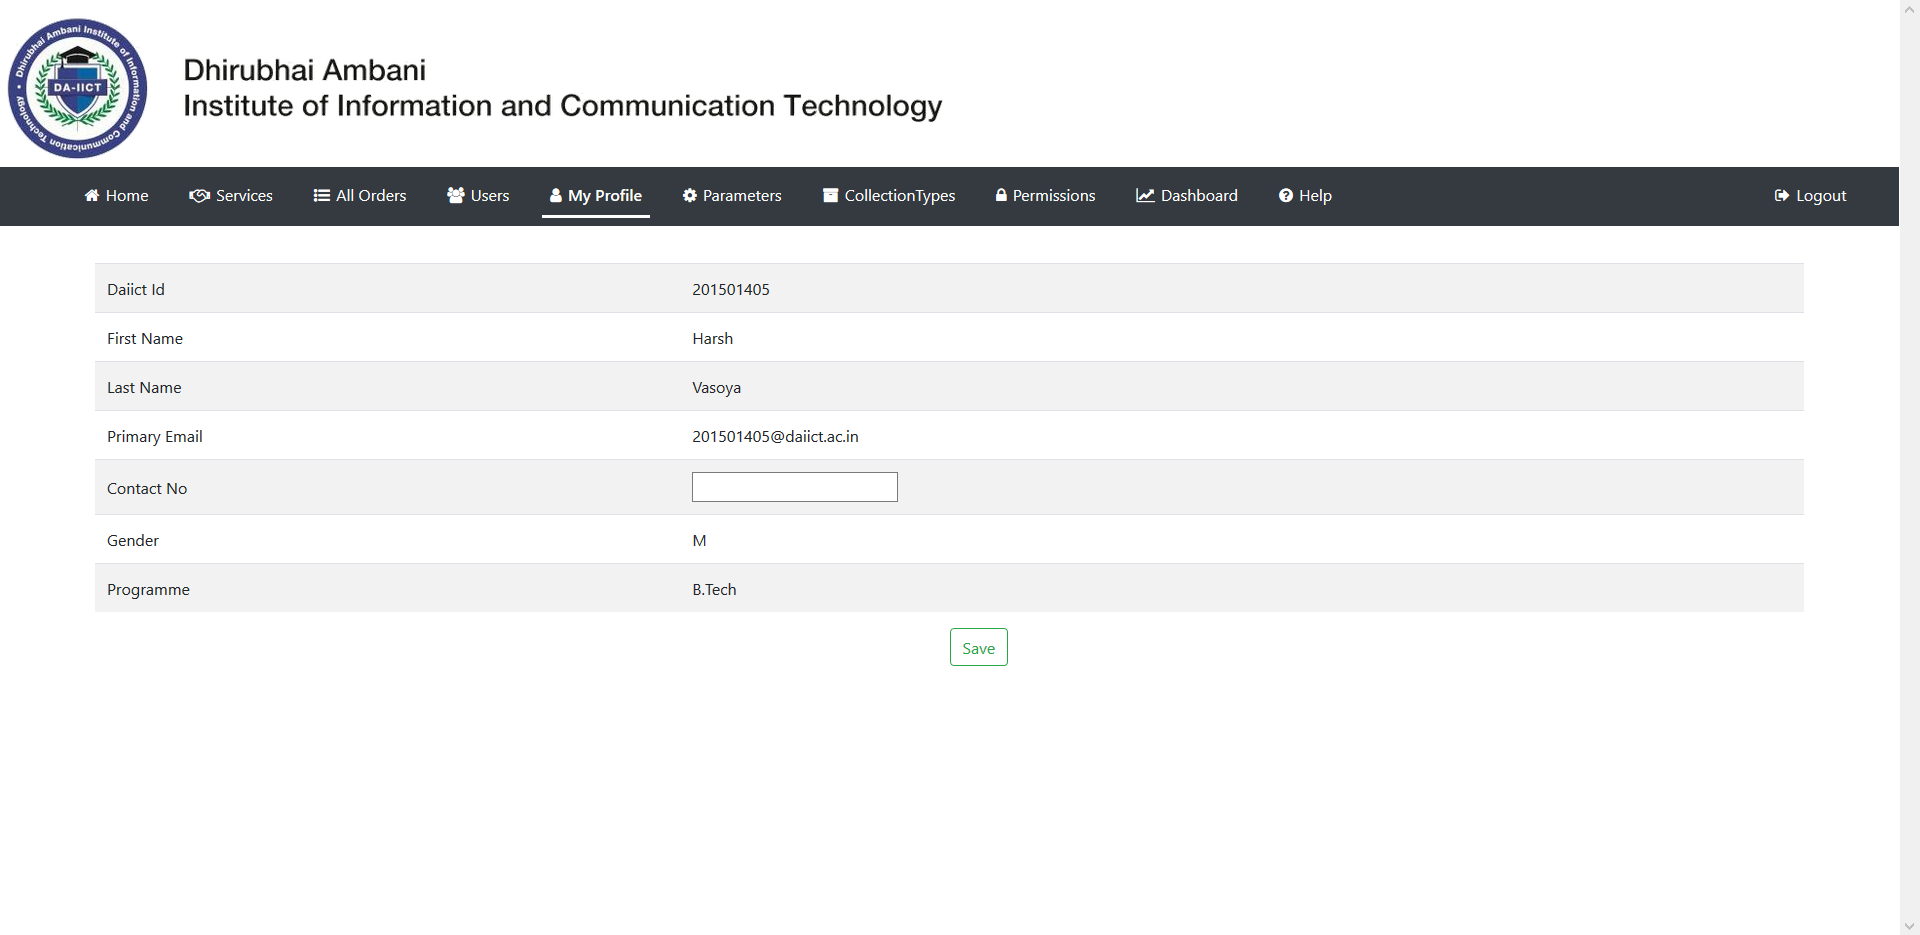 Dhirubhai Ambani Institute of Information and Communication Technology
DA-IICT
Dhirubhai Ambani
Institute of Information and Communication Technology
Home Services All Orders Users My Profile Parameters CollectionTypes Permissions Dashboard Help Logout
Daiict Id 201501405
First Name Harsh
Last Name Vasoya
Primary Email 201501405@daiict.ac.in
Contact No
Gender M
Programme B.Tech
Save